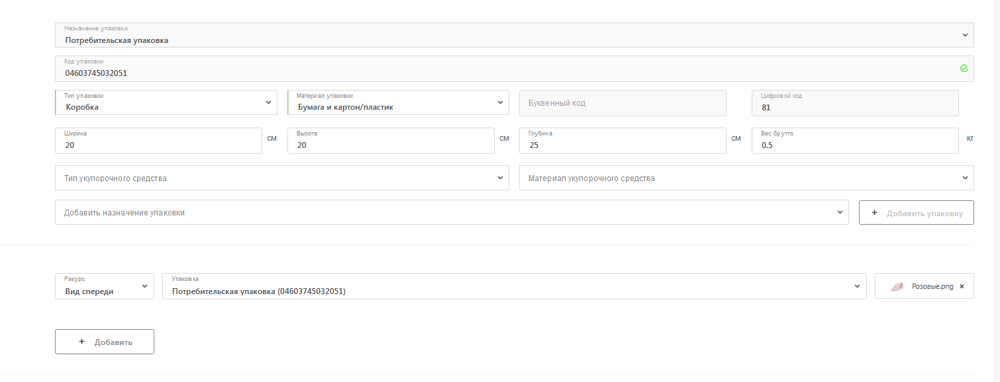 Назначение упаковки
Потребительская упаковка
Код упаковки
04603745032051
Тип упаковки
Коробка
Материал упаковки
Бумага и картон/пластик
Буквенный код
Цифровой код
81
Ширина
20
см
Высота
20
см
Глубина
25
см
Вес брутто
0.5
кг
Тип укупорочного средства
Материал укупорочного средства
Добавить назначение упаковки
+ Добавить упаковку
Ракурс
Вид спереди
Упаковка
Потребительская упаковка (04603745032051)
Розовые.png ×
+ Добавить